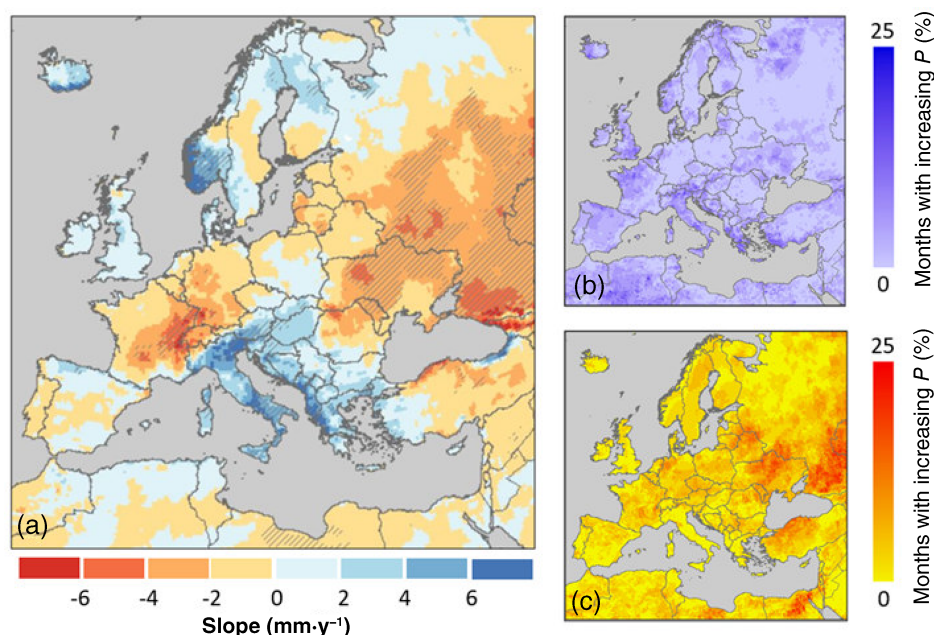 (a)
-6 -4 -2 0 2 4 6
Slope (mm·y⁻¹)
(b)
25
0
Months with increasing P (%)
(c)
25
0
Months with increasing P (%)